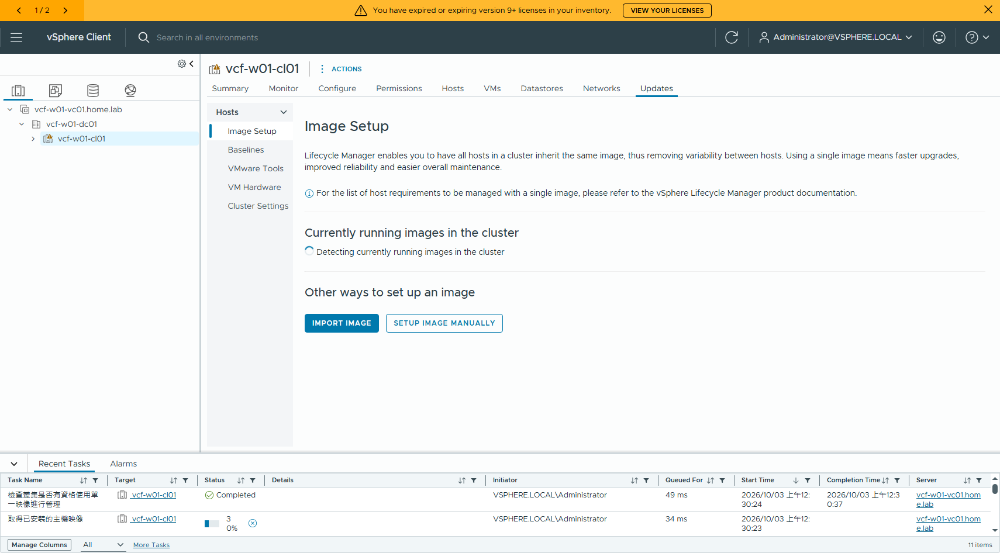 1 / 2
You have expired or expiring version 9+ licenses in your inventory.
VIEW YOUR LICENSES
vSphere Client
Search in all environments
Administrator@VSPHERE.LOCAL
vcf-w01-vc01.home.lab
vcf-w01-dc01
vcf-w01-cl01
vcf-w01-cl01
ACTIONS
Summary Monitor Configure Permissions Hosts VMs Datastores Networks Updates
Hosts
Image Setup
Baselines
VMware Tools
VM Hardware
Cluster Settings
Image Setup
Lifecycle Manager enables you to have all hosts in a cluster inherit the same image, thus removing variability between hosts. Using a single image means faster upgrades,
improved reliability and easier overall maintenance.
For the list of host requirements to be managed with a single image, please refer to the vSphere Lifecycle Manager product documentation.
Currently running images in the cluster
Detecting currently running images in the cluster
Other ways to set up an image
IMPORT IMAGE SETUP IMAGE MANUALLY
Recent Tasks Alarms
Task Name Target Status Details Initiator Queued For Start Time Completion Time Server
檢查叢集是否有資格使用單 vcf-w01-cl01 Completed VSPHERE.LOCAL\Administrator 49 ms 2026/10/03 上午12: 2026/10/03 上午12:3 vcf-w01-vc01.hom
一映像進行管理 30:24 0:37 e.lab
取得已安裝的主機映像 vcf-w01-cl01 3 VSPHERE.LOCAL\Administrator 34 ms 2026/10/03 上午12: vcf-w01-vc01.hom
0% 30:23 e.lab
Manage Columns All More Tasks 11 items